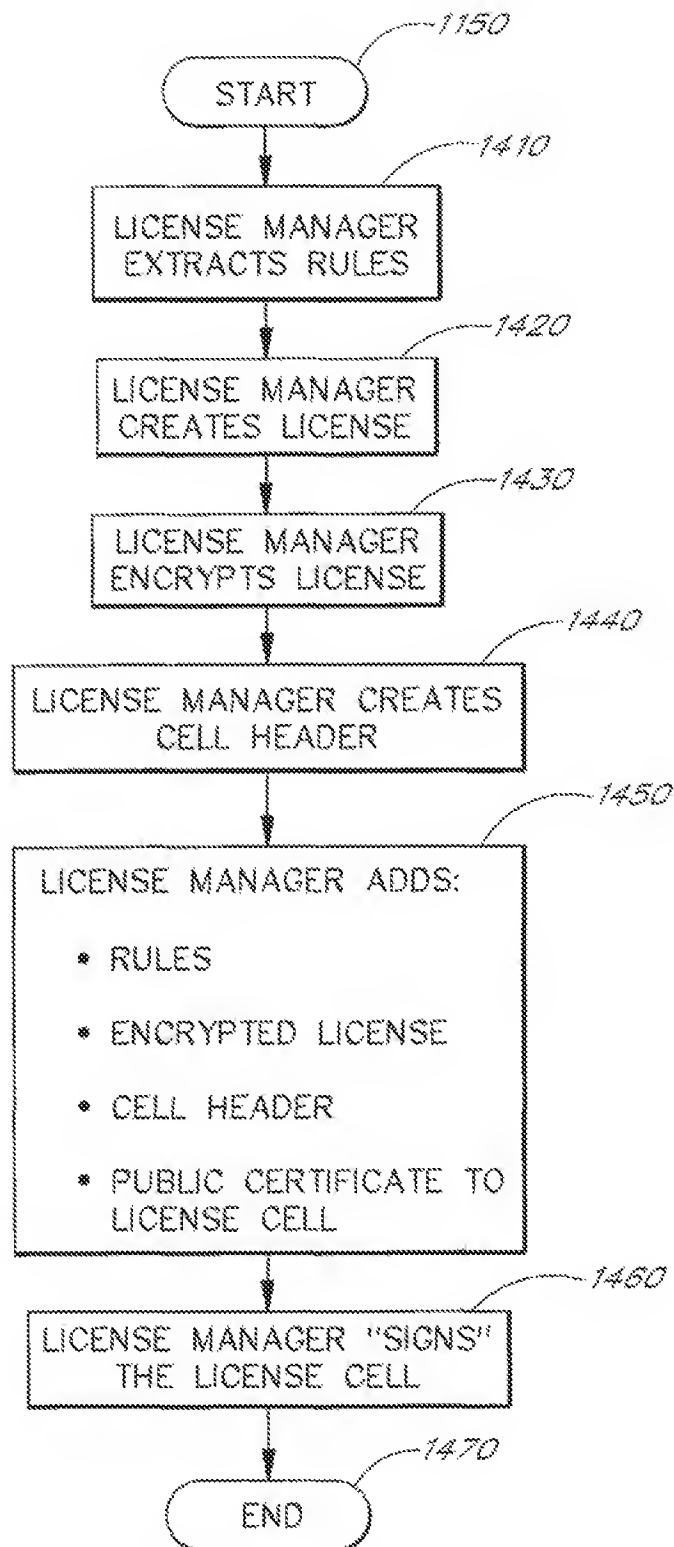 1150
START
1410
LICENSE MANAGER
EXTRACTS RULES
1420
LICENSE MANAGER
CREATES LICENSE
1430
LICENSE MANAGER
ENCRYPTS LICENSE
1440
LICENSE MANAGER CREATES
CELL HEADER
1450
LICENSE MANAGER ADDS:
• RULES
• ENCRYPTED LICENSE
• CELL HEADER
• PUBLIC CERTIFICATE TO
LICENSE CELL
1460
LICENSE MANAGER "SIGNS"
THE LICENSE CELL
1470
END